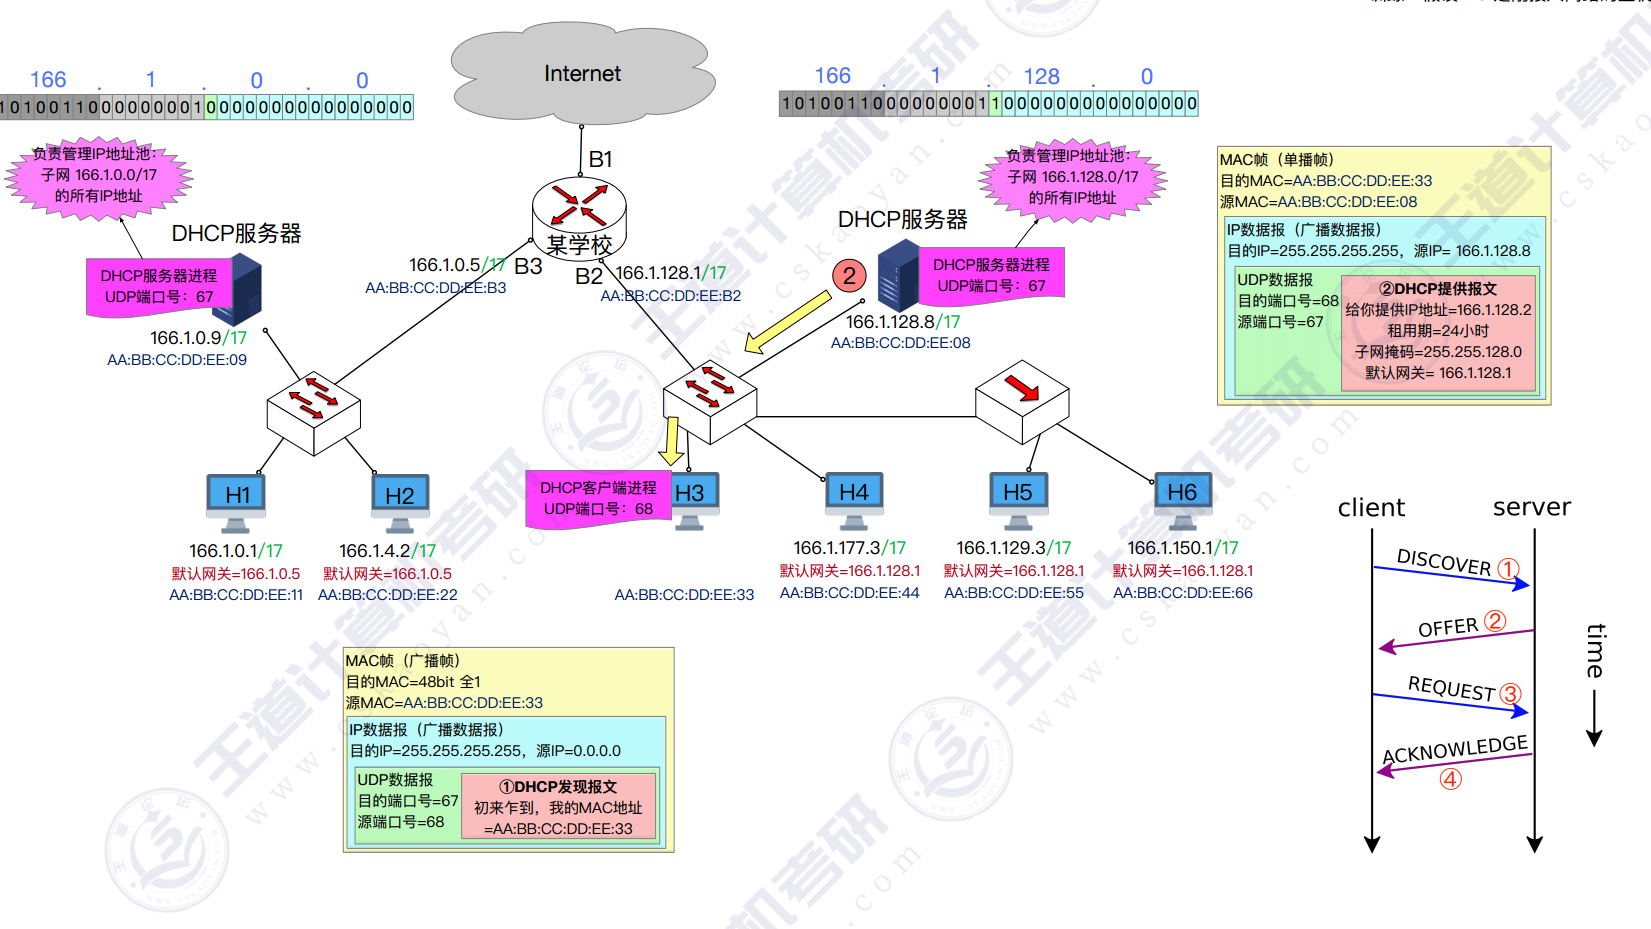 Internet
166 . 1 . 0 . 0
10100110000000010000000000000000
166 . 1 . 128 . 0
10100110000000011000000000000000
负责管理IP地址池：
子网 166.1.0.0/17
的所有IP地址
DHCP服务器
DHCP服务器进程
UDP端口号：67
166.1.0.9/17
AA:BB:CC:DD:EE:09
B1
某学校
B3
B2
166.1.0.5/17
AA:BB:CC:DD:EE:B3
166.1.128.1/17
AA:BB:CC:DD:EE:B2
负责管理IP地址池：
子网 166.1.128.0/17
的所有IP地址
DHCP服务器
DHCP服务器进程
UDP端口号：67
2
166.1.128.8/17
AA:BB:CC:DD:EE:08
MAC帧（单播帧）
目的MAC=AA:BB:CC:DD:EE:33
源MAC=AA:BB:CC:DD:EE:08
IP数据报（广播数据报）
目的IP=255.255.255.255，源IP= 166.1.128.8
UDP数据报
目的端口号=68
源端口号=67
②DHCP提供报文
给你提供IP地址=166.1.128.2
租用期=24小时
子网掩码=255.255.128.0
默认网关= 166.1.128.1
H1
166.1.0.1/17
默认网关=166.1.0.5
AA:BB:CC:DD:EE:11
H2
166.1.4.2/17
默认网关=166.1.0.5
AA:BB:CC:DD:EE:22
DHCP客户端进程
UDP端口号：68
H3
AA:BB:CC:DD:EE:33
H4
166.1.177.3/17
默认网关=166.1.128.1
AA:BB:CC:DD:EE:44
H5
166.1.129.3/17
默认网关=166.1.128.1
AA:BB:CC:DD:EE:55
H6
166.1.150.1/17
默认网关=166.1.128.1
AA:BB:CC:DD:EE:66
MAC帧（广播帧）
目的MAC=48bit 全1
源MAC=AA:BB:CC:DD:EE:33
IP数据报（广播数据报）
目的IP=255.255.255.255，源IP=0.0.0.0
UDP数据报
目的端口号=67
源端口号=68
①DHCP发现报文
初来乍到，我的MAC地址
=AA:BB:CC:DD:EE:33
client
server
DISCOVER ①
OFFER ②
REQUEST ③
ACKNOWLEDGE
④
time
王道计算机考研
www.cskaoyan.com